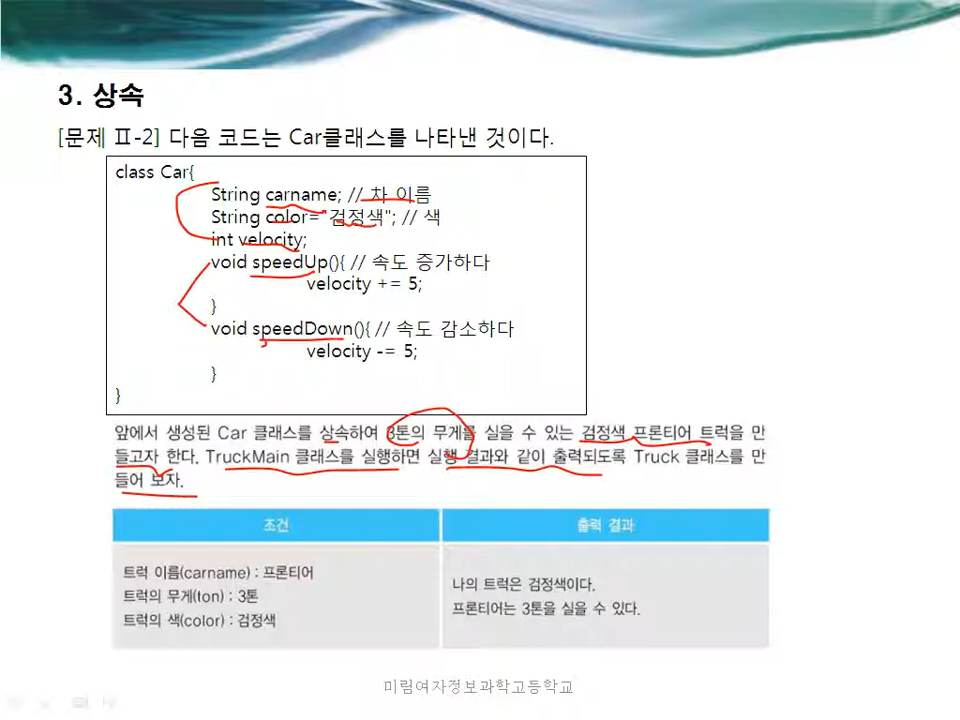 3. 상속
[문제 Ⅱ-2] 다음 코드는 Car클래스를 나타낸 것이다.
class Car{
String carname; // 차 이름
String color="검정색"; // 색
int velocity;
void speedUp(){ // 속도 증가하다
velocity += 5;
}
void speedDown(){ // 속도 감소하다
velocity -= 5;
}
}
앞에서 생성된 Car 클래스를 상속하여 3톤의 무게를 실을 수 있는 검정색 프론티어 트럭을 만
들고자 한다. TruckMain 클래스를 실행하면 실행 결과와 같이 출력되도록 Truck 클래스를 만
들어 보자.
조건 출력 결과
트럭 이름(carname) : 프론티어
트럭의 무게(ton) : 3톤
트럭의 색(color) : 검정색
나의 트럭은 검정색이다.
프론티어는 3톤을 실을 수 있다.
미림여자정보과학고등학교